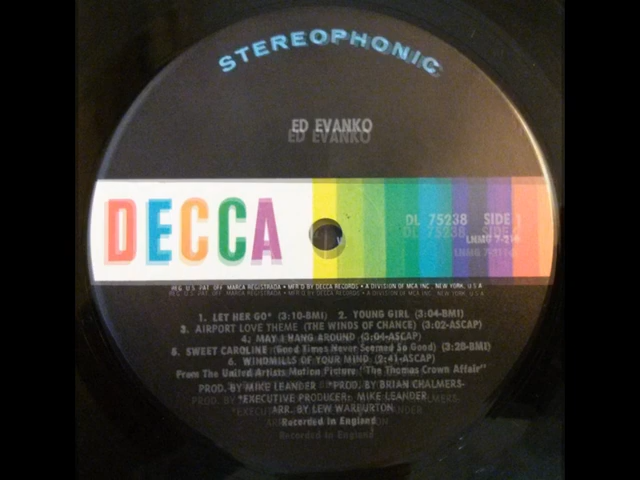 STEREOPHONIC
ED EVANKO
DECCA
DL 75238 SIDE
REG. U.S. PAT. OFF. MARCA REGISTRADA • MFR'D BY DECCA RECORDS • A DIVISION OF MCA INC., NEW YORK, U.S.A.
1. LET HER GO* (3:10-BMI) 2. YOUNG GIRL (3:04-BMI)
3. AIRPORT LOVE THEME (THE WINDS OF CHANCE) (3:02-ASCAP)
4. MAY I HANG AROUND (3:04-ASCAP)
5. SWEET CAROLINE (Good Times Never Seemed So Good) (3:20-BMI)
6. WINDMILLS OF YOUR MIND (2:41-ASCAP)
From The United Artists Motion Picture "The Thomas Crown Affair"
PROD. BY MIKE LEANDER *PROD. BY BRIAN CHALMERS-
*EXECUTIVE PRODUCER: MIKE LEANDER
ARR. BY LEW WARBURTON
Recorded in England